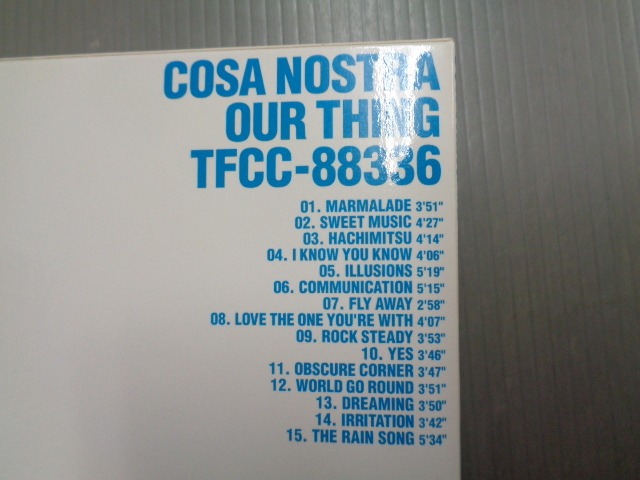 COSA NOSTRA
OUR THING
TFCC-88336
01. MARMALADE 3'51"
02. SWEET MUSIC 4'27"
03. HACHIMITSU 4'14"
04. I KNOW YOU KNOW 4'06"
05. ILLUSIONS 5'19"
06. COMMUNICATION 5'15"
07. FLY AWAY 2'58"
08. LOVE THE ONE YOU'RE WITH 4'07"
09. ROCK STEADY 3'53"
10. YES 3'46"
11. OBSCURE CORNER 3'47"
12. WORLD GO ROUND 3'51"
13. DREAMING 3'50"
14. IRRITATION 3'42"
15. THE RAIN SONG 5'34"